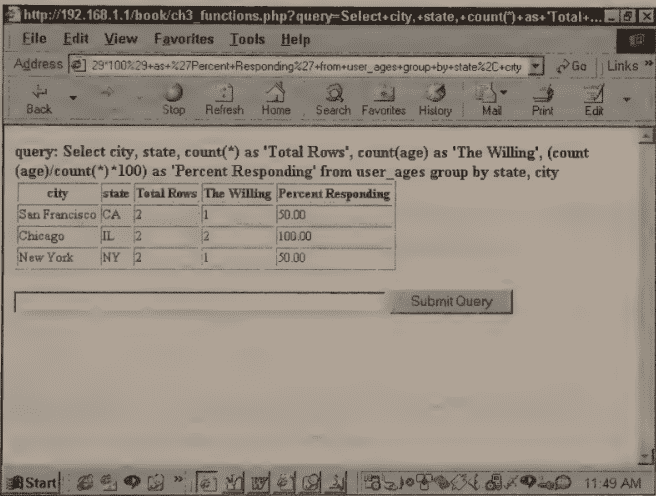 http://192.168.1.1/book/ch3_functions.php?query=Select+city,+state,+count(*)+as+'Total+...
File Edit View Favorites Tools Help
Address 29*100%29+as+%27Percent+Responding%27+from+user_ages+group+by+state%2C+city Go Links »
Back Stop Refresh Home Search Favorites History Mail Print Edit
query: Select city, state, count(*) as 'Total Rows', count(age) as 'The Willing', (count
(age)/count(*)*100) as 'Percent Responding' from user_ages group by state, city
city state Total Rows The Willing Percent Responding
San Francisco CA 2 1 50.00
Chicago IL 2 2 100.00
New York NY 2 1 50.00
Submit Query
Start » 11:49 AM